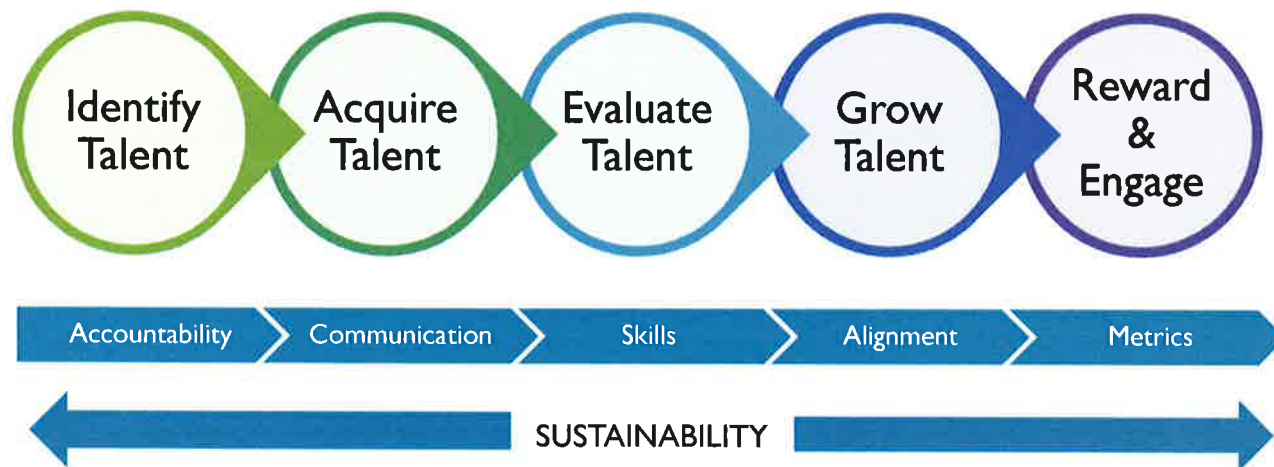 Identify
Talent
Acquire
Talent
Evaluate
Talent
Grow
Talent
Reward
&
Engage
Accountability
Communication
Skills
Alignment
Metrics
SUSTAINABILITY